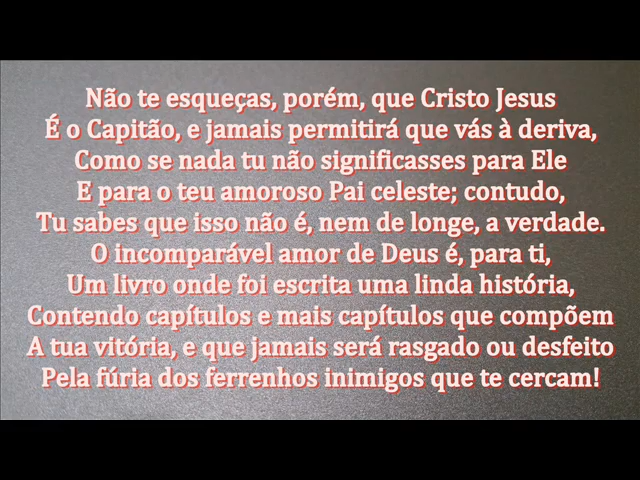 Não te esqueças, porém, que Cristo Jesus
É o Capitão, e jamais permitirá que vás à deriva,
Como se nada tu não significasses para Ele
E para o teu amoroso Pai celeste; contudo,
Tu sabes que isso não é, nem de longe, a verdade.
O incomparável amor de Deus é, para ti,
Um livro onde foi escrita uma linda história,
Contendo capítulos e mais capítulos que compõem
A tua vitória, e que jamais será rasgado ou desfeito
Pela fúria dos ferrenhos inimigos que te cercam!